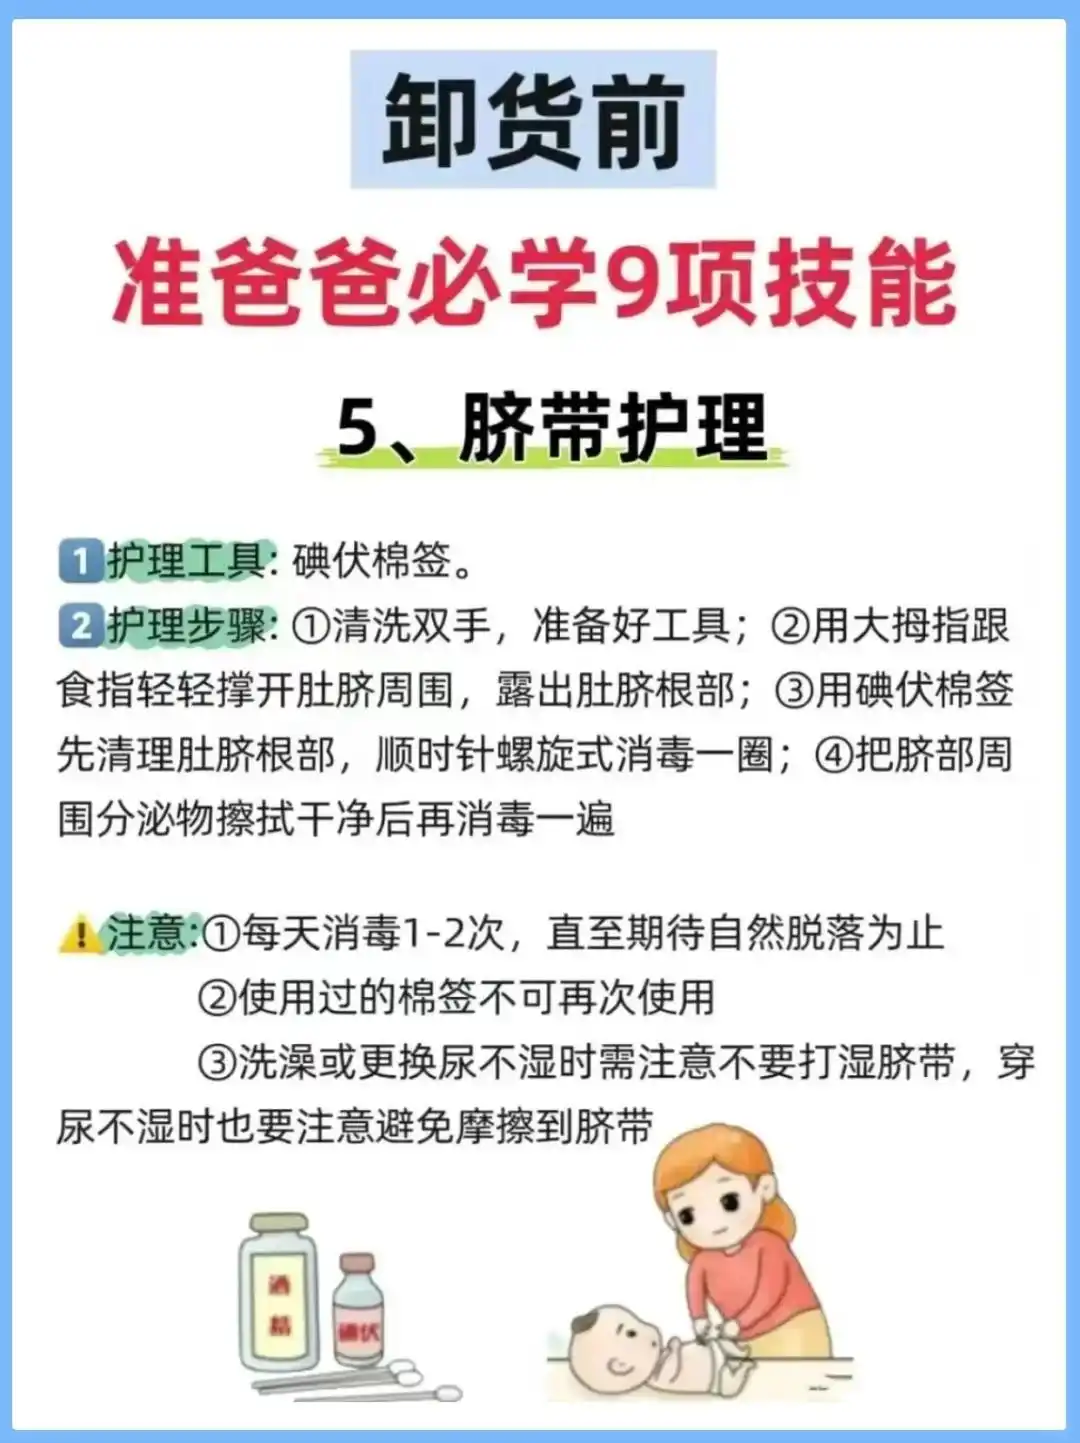 卸货前
准爸爸必学9项技能
5、脐带护理
1护理工具: 碘伏棉签。
2护理步骤: ①清洗双手，准备好工具；②用大拇指跟
食指轻轻撑开肚脐周围，露出肚脐根部；③用碘伏棉签
先清理肚脐根部，顺时针螺旋式消毒一圈；④把脐部周
围分泌物擦拭干净后再消毒一遍
⚠️注意:①每天消毒1-2次，直至期待自然脱落为止
②使用过的棉签不可再次使用
③洗澡或更换尿不湿时需注意不要打湿脐带，穿
尿不湿时也要注意避免摩擦到脐带
酒
精
碘伏